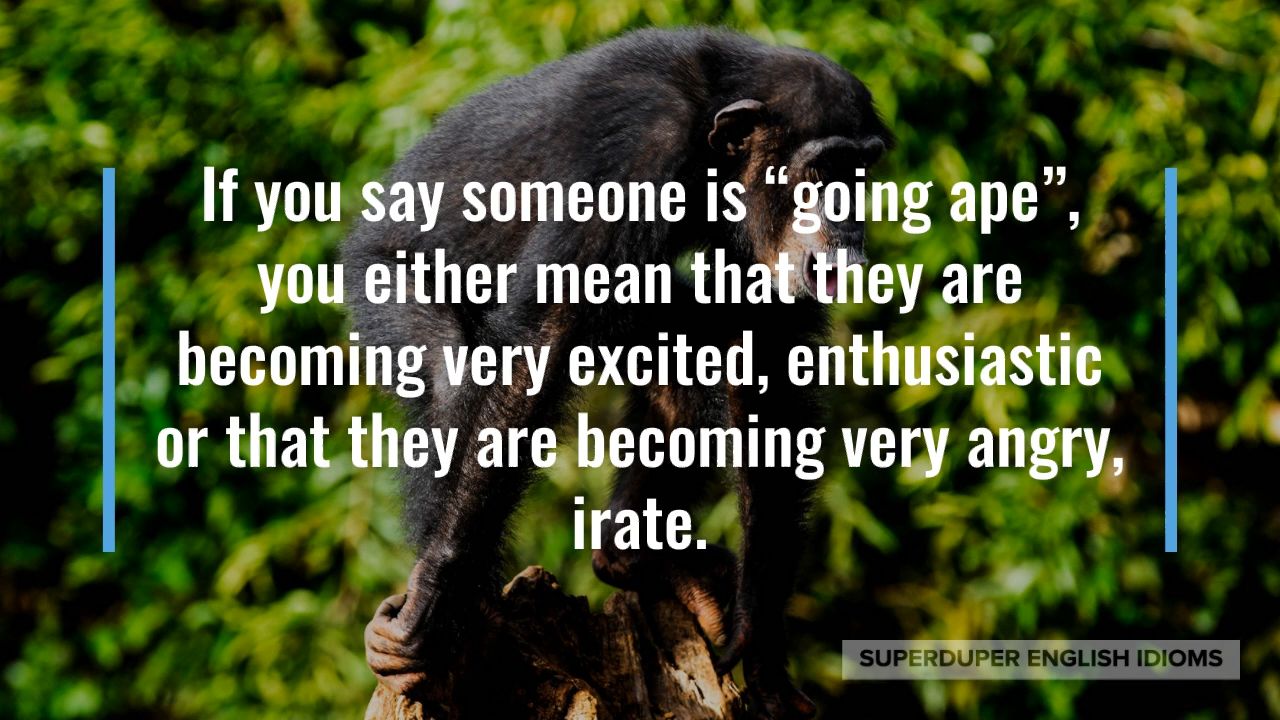 If you say someone is “going ape”,
you either mean that they are
becoming very excited, enthusiastic
or that they are becoming very angry,
irate.
SUPERDUPER ENGLISH IDIOMS